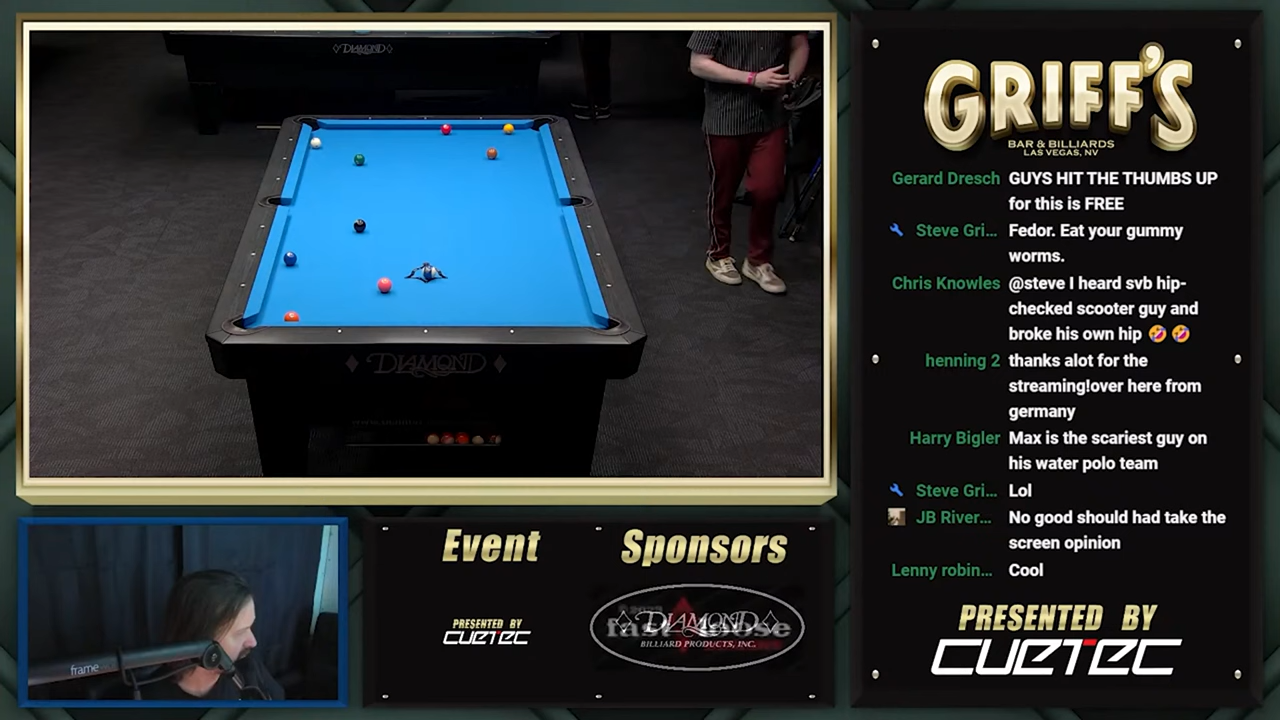 DIAMOND
DIAMOND
GRIFF'S
BAR & BILLIARDS
LAS VEGAS, NV
Gerard Dresch GUYS HIT THE THUMBS UP
for this is FREE
Steve Gri... Fedor. Eat your gummy
worms.
Chris Knowles @steve I heard svb hip-
checked scooter guy and
broke his own hip 🤣 🤣
henning 2 thanks alot for the
streaming!over here from
germany
Harry Bigler Max is the scariest guy on
his water polo team
Steve Gri... Lol
JB River... No good should had take the
screen opinion
Lenny robin... Cool
PRESENTED BY
CUETEC
frame
Event
PRESENTED BY
CUETEC
Sponsors
DIAMOND
BILLIARD PRODUCTS, INC.